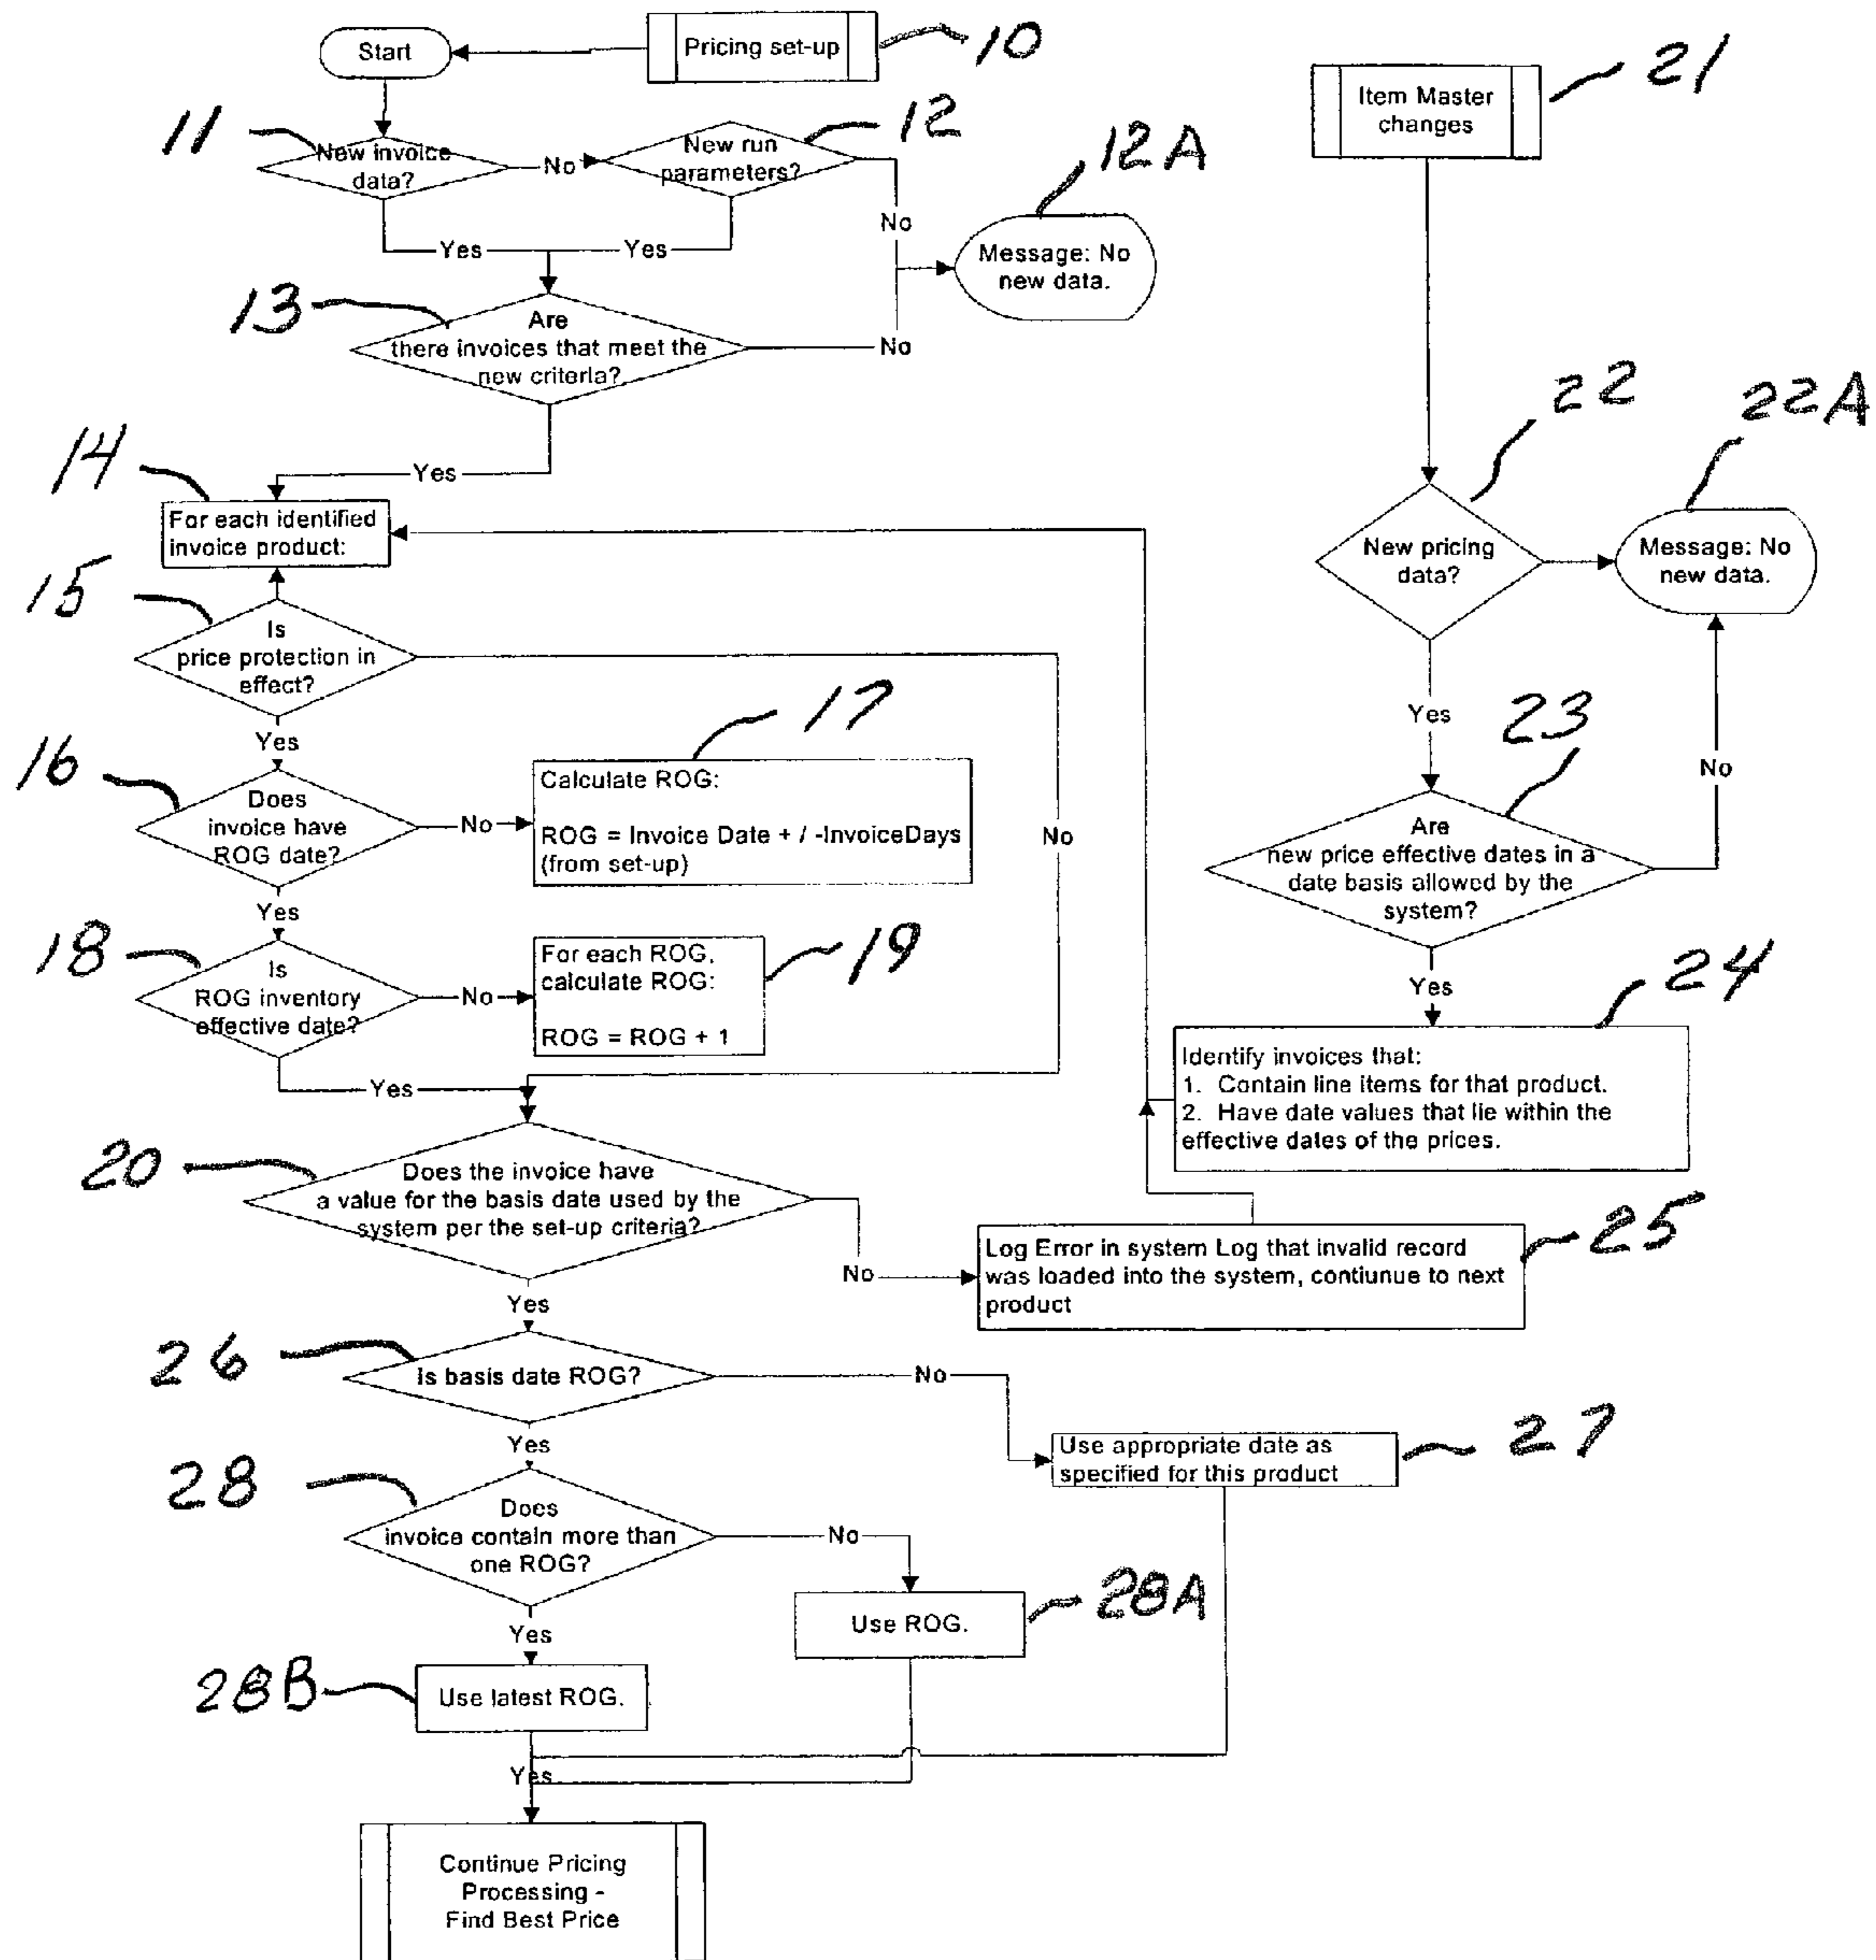 Start
Pricing set-up
10
21
Item Master
changes
11
New invoice
data?
No
New run
parameters?
12
12A
No
Message: No
new data.
Yes
Yes
13
Are
there invoices that meet the
new criteria?
No
22
22A
14
Yes
For each identified
invoice product:
New pricing
data?
Message: No
new data.
15
Is
price protection in
effect?
Yes
17
Yes
23
No
16
Does
invoice have
ROG date?
No
Calculate ROG:
ROG = Invoice Date + / -InvoiceDays
(from set-up)
No
Are
new price effective dates in a
date basis allowed by the
system?
Yes
18
Is
ROG inventory
effective date?
No
For each ROG,
calculate ROG:
ROG = ROG + 1
19
Yes
24
Yes
Identify invoices that:
1. Contain line items for that product.
2. Have date values that lie within the
effective dates of the prices.
20
Does the invoice have
a value for the basis date used by the
system per the set-up criteria?
No
Log Error in system Log that invalid record
was loaded into the system, contiunue to next
product
25
Yes
26
Is basis date ROG?
No
Yes
Use appropriate date as
specified for this product
27
28
Does
invoice contain more than
one ROG?
No
Use ROG.
28A
Yes
28B
Use latest ROG.
Yes
Continue Pricing
Processing -
Find Best Price